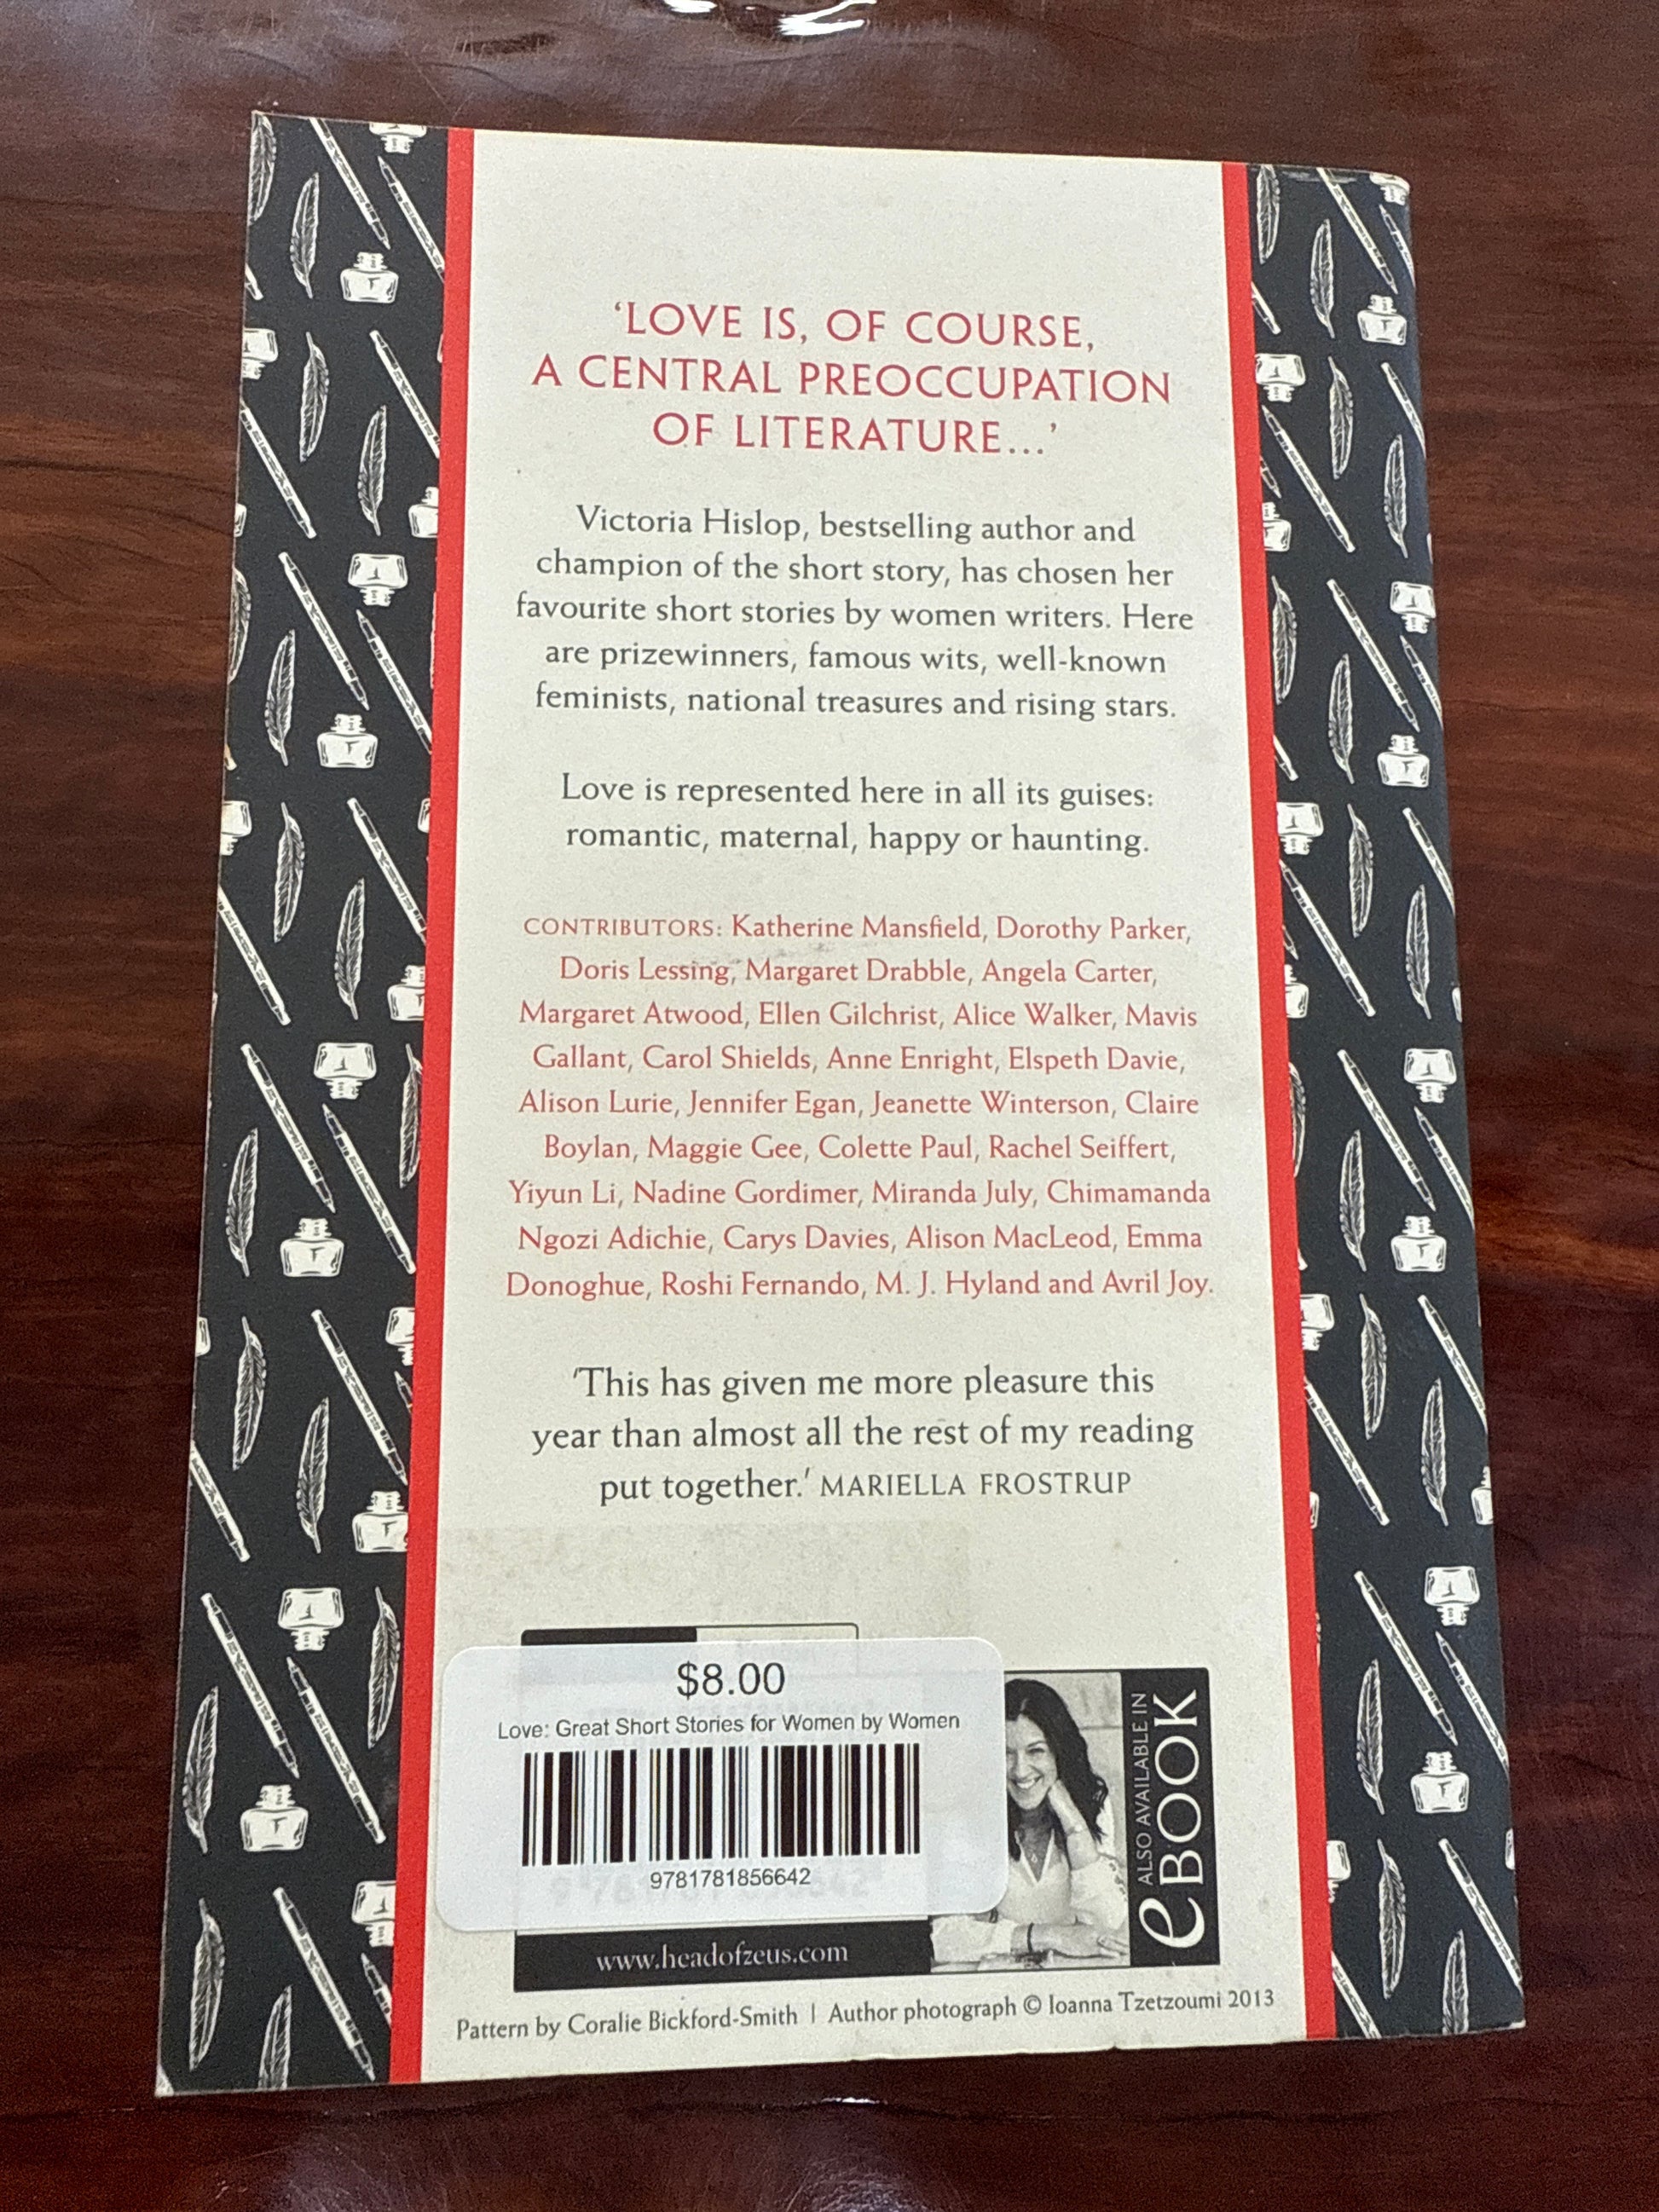 ‘LOVE IS, OF COURSE,
A CENTRAL PREOCCUPATION
OF LITERATURE...’
Victoria Hislop, bestselling author and
champion of the short story, has chosen her
favourite short stories by women writers. Here
are prizewinners, famous wits, well-known
feminists, national treasures and rising stars.
Love is represented here in all its guises:
romantic, maternal, happy or haunting.
CONTRIBUTORS: Katherine Mansfield, Dorothy Parker,
Doris Lessing, Margaret Drabble, Angela Carter,
Margaret Atwood, Ellen Gilchrist, Alice Walker, Mavis
Gallant, Carol Shields, Anne Enright, Elspeth Davie,
Alison Lurie, Jennifer Egan, Jeanette Winterson, Claire
Boylan, Maggie Gee, Colette Paul, Rachel Seiffert,
Yiyun Li, Nadine Gordimer, Miranda July, Chimamanda
Ngozi Adichie, Carys Davies, Alison MacLeod, Emma
Donoghue, Roshi Fernando, M. J. Hyland and Avril Joy.
'This has given me more pleasure this
year than almost all the rest of my reading
put together.' MARIELLA FROSTRUP
$8.00
Love: Great Short Stories for Women by Women
9781781856642
ALSO AVAILABLE IN
eBOOK
www.headofzeus.com
Pattern by Coralie Bickford-Smith | Author photograph © Ioanna Tzetzoumi 2013